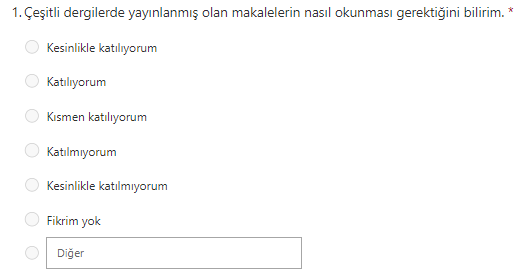 1. Çeşitli dergilerde yayınlanmış olan makalelerin nasıl okunması gerektiğini bilirim. *
Kesinlikle katılıyorum
Katılıyorum
Kısmen katılıyorum
Katılmıyorum
Kesinlikle katılmıyorum
Fikrim yok
Diğer